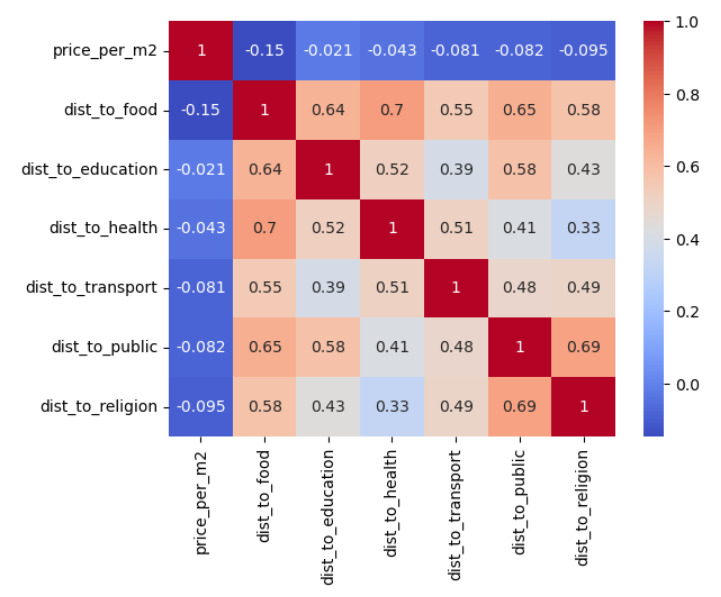 price_per_m2 1 -0.15 -0.021 -0.043 -0.081 -0.082 -0.095
dist_to_food -0.15 1 0.64 0.7 0.55 0.65 0.58
dist_to_education -0.021 0.64 1 0.52 0.39 0.58 0.43
dist_to_health -0.043 0.7 0.52 1 0.51 0.41 0.33
dist_to_transport -0.081 0.55 0.39 0.51 1 0.48 0.49
dist_to_public -0.082 0.65 0.58 0.41 0.48 1 0.69
dist_to_religion -0.095 0.58 0.43 0.33 0.49 0.69 1
price_per_m2
dist_to_food
dist_to_education
dist_to_health
dist_to_transport
dist_to_public
dist_to_religion
1.0
0.8
0.6
0.4
0.2
0.0